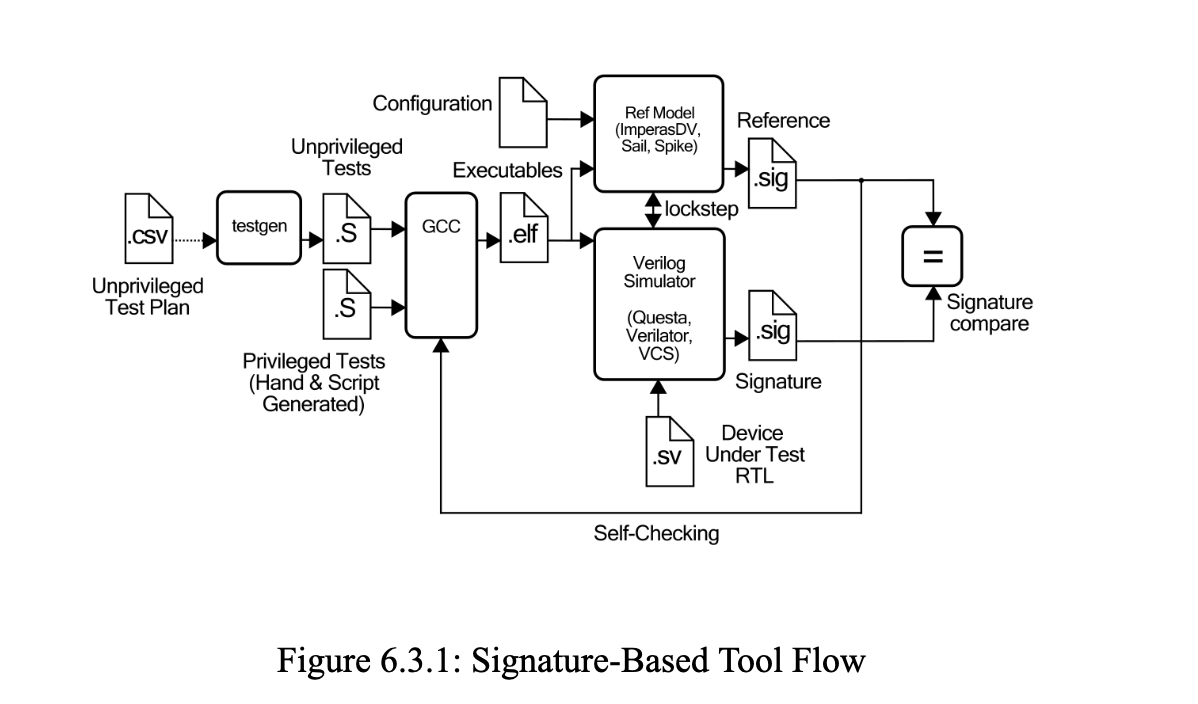 Configuration
Ref Model
(ImperasDV,
Sail, Spike)
Reference
.sig
Unprivileged
Tests
Executables
.csv
testgen
.S
GCC
.elf
lockstep
Unprivileged
Test Plan
.S
Verilog
Simulator
(Questa,
Verilator,
VCS)
=
.sig
Signature
compare
Privileged Tests
(Hand & Script
Generated)
Signature
.sv
Device
Under Test
RTL
Self-Checking
Figure 6.3.1: Signature-Based Tool Flow